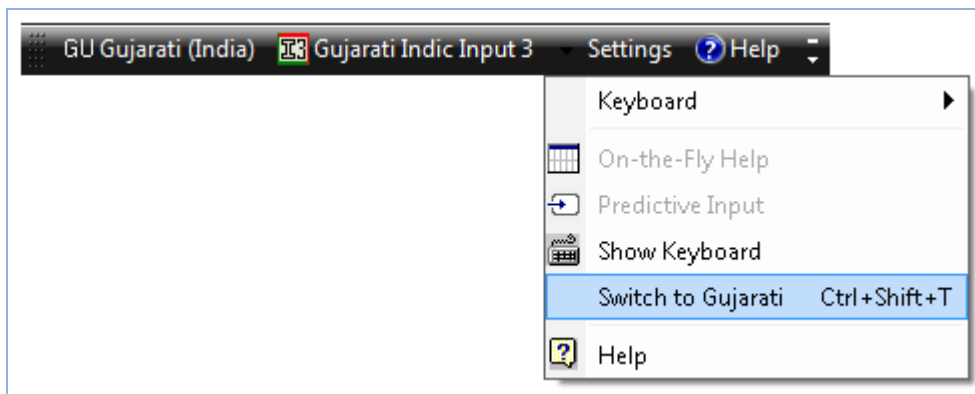 GU Gujarati (India) I3 Gujarati Indic Input 3 Settings ? Help
Keyboard
On-the-Fly Help
Predictive Input
Show Keyboard
Switch to Gujarati Ctrl+Shift+T
? Help